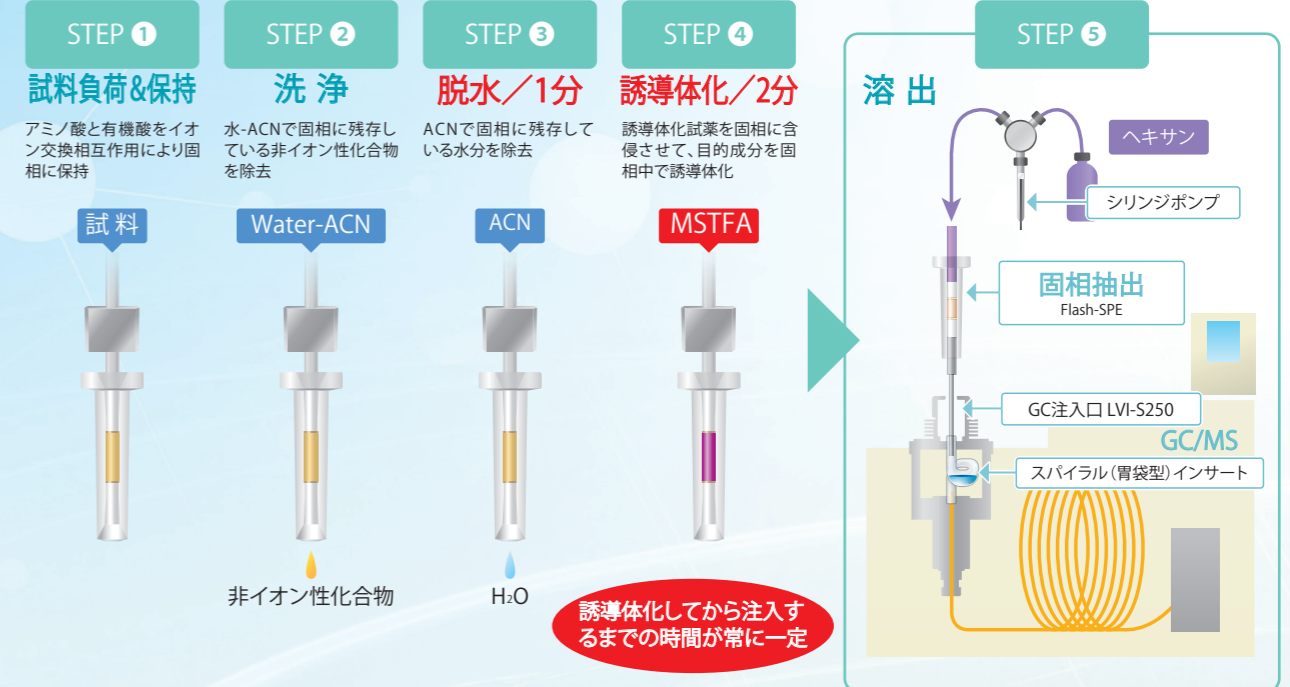 STEP ❶
試料負荷&保持
アミノ酸と有機酸をイオ
ン交換相互作用により固
相に保持
試 料
STEP ❷
洗 浄
水-ACNで固相に残存し
ている非イオン性化合物
を除去
Water-ACN
非イオン性化合物
STEP ❸
脱水／1分
ACNで固相に残存して
いる水分を除去
ACN
H₂O
STEP ❹
誘導体化／2分
誘導体化試薬を固相に含
侵させて、目的成分を固
相中で誘導体化
MSTFA
誘導体化してから注入す
るまでの時間が常に一定
STEP ❺
溶 出
ヘキサン
シリンジポンプ
固相抽出
Flash-SPE
GC注入口 LVI-S250
GC/MS
スパイラル（胃袋型）インサート